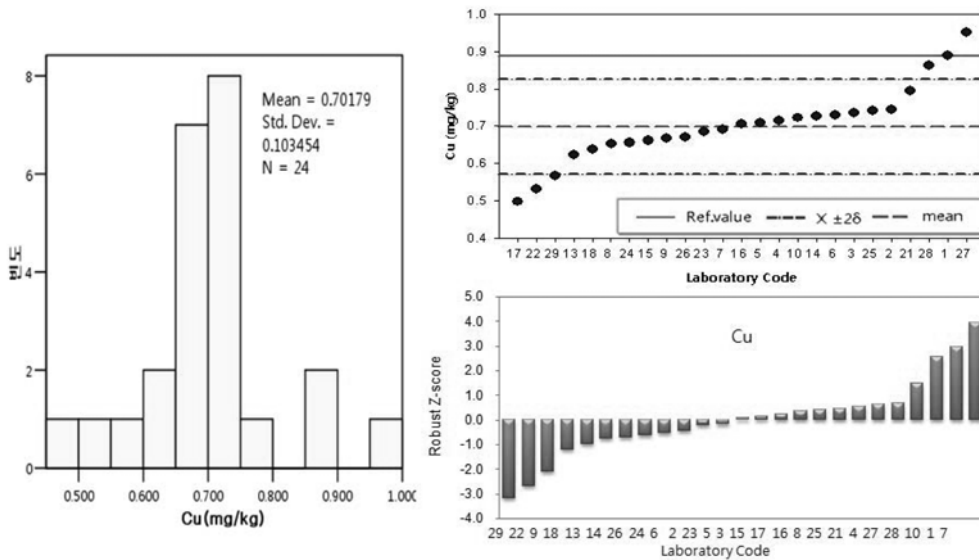 8
6
4
2
0
빈도
Mean = 0.70179
Std. Dev. =
0.103454
N = 24
0.500 0.600 0.700 0.800 0.900 1.000
Cu(mg/kg)
1.0
0.9
0.8
0.7
0.6
0.5
0.4
Cu (mg/kg)
Ref.value X ±2δ mean
17 22 29 13 18 8 24 15 9 26 23 7 16 5 4 10 14 6 3 25 2 21 28 1 27
Laboratory Code
5.0
4.0
3.0
2.0
1.0
0.0
-1.0
-2.0
-3.0
-4.0
Robust Z-score
Cu
29 22 9 18 13 14 26 24 6 2 23 5 3 15 17 16 8 25 21 4 27 28 10 1 7
Laboratory Code